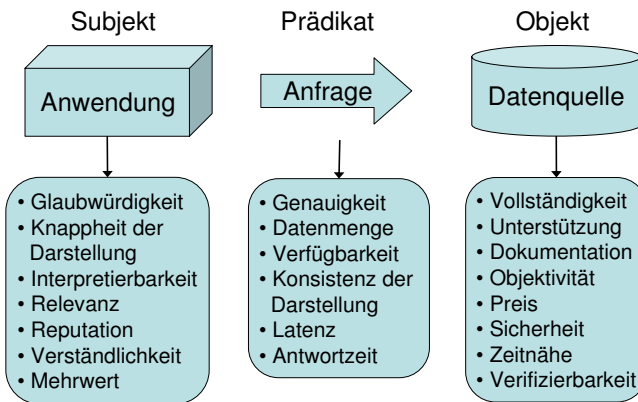 Subjekt
Prädikat
Objekt
Anwendung
Anfrage
Datenquelle
• Glaubwürdigkeit
• Knappheit der
Darstellung
• Interpretierbarkeit
• Relevanz
• Reputation
• Verständlichkeit
• Mehrwert
• Genauigkeit
• Datenmenge
• Verfügbarkeit
• Konsistenz der
Darstellung
• Latenz
• Antwortzeit
• Vollständigkeit
• Unterstützung
• Dokumentation
• Objektivität
• Preis
• Sicherheit
• Zeitnähe
• Verifizierbarkeit